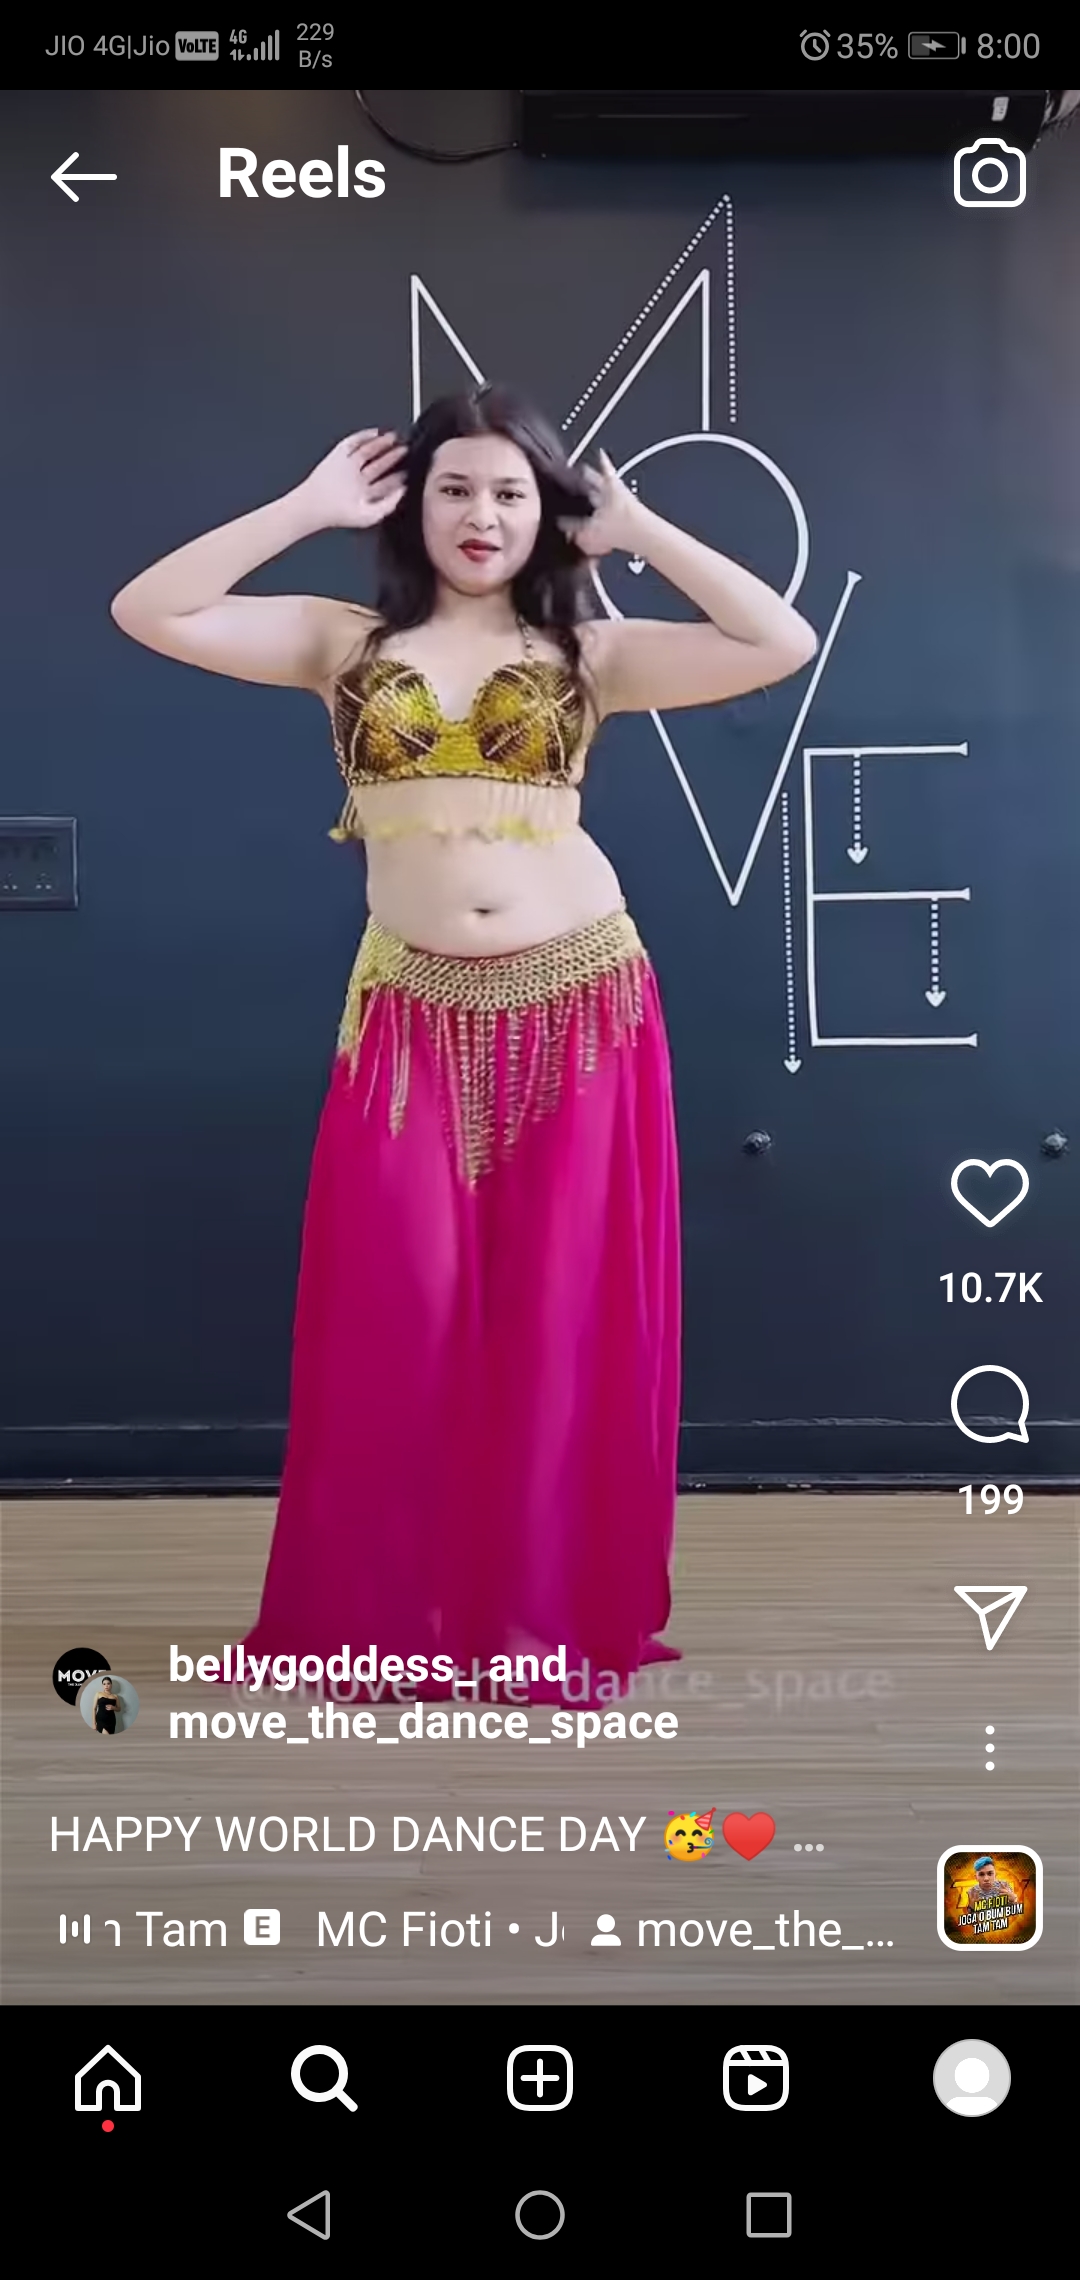 JIO 4G|Jio VoLTE 4G 229 B/s 35% 8:00
Reels
MOVE
10.7K
199
bellygoddess_ and
move_the_dance_space
@move_the_dance_space
MOVE
HAPPY WORLD DANCE DAY 🥳❤️ ...
Tam E MC Fioti • J move_the_...
MC FIOTI
JOGA O BUM BUM
TAM TAM